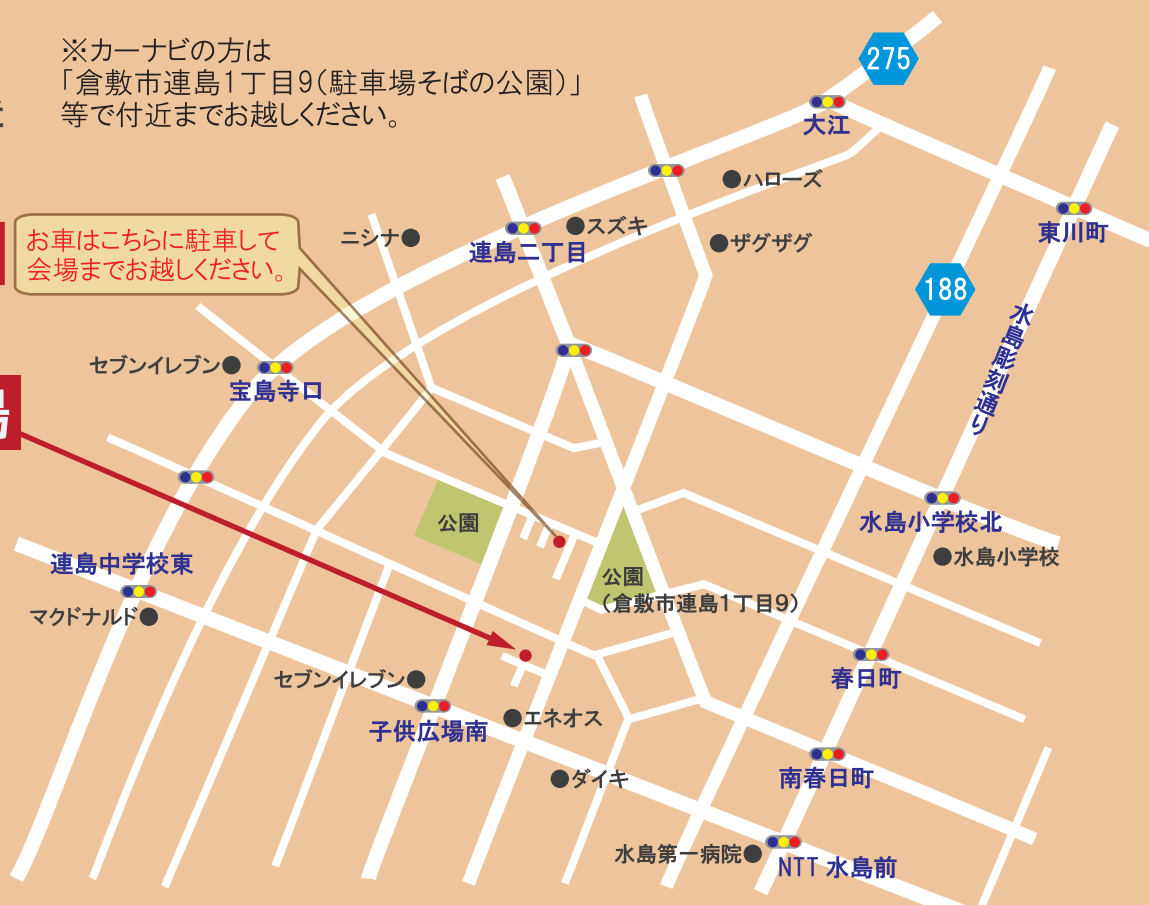 ※カーナビの方は
「倉敷市連島1丁目9(駐車場そばの公園)」
等で付近までお越しください。
275
大江
ハローズ
スズキ
ニシナ
連島二丁目
ザグザグ
東川町
お車はこちらに駐車して
会場までお越しください。
188
水島彫刻通り
セブンイレブン
宝島寺口
場
公園
水島小学校北
水島小学校
連島中学校東
公園
(倉敷市連島1丁目9)
マクドナルド
春日町
セブンイレブン
子供広場南
エネオス
ダイキ
南春日町
水島第一病院
NTT 水島前